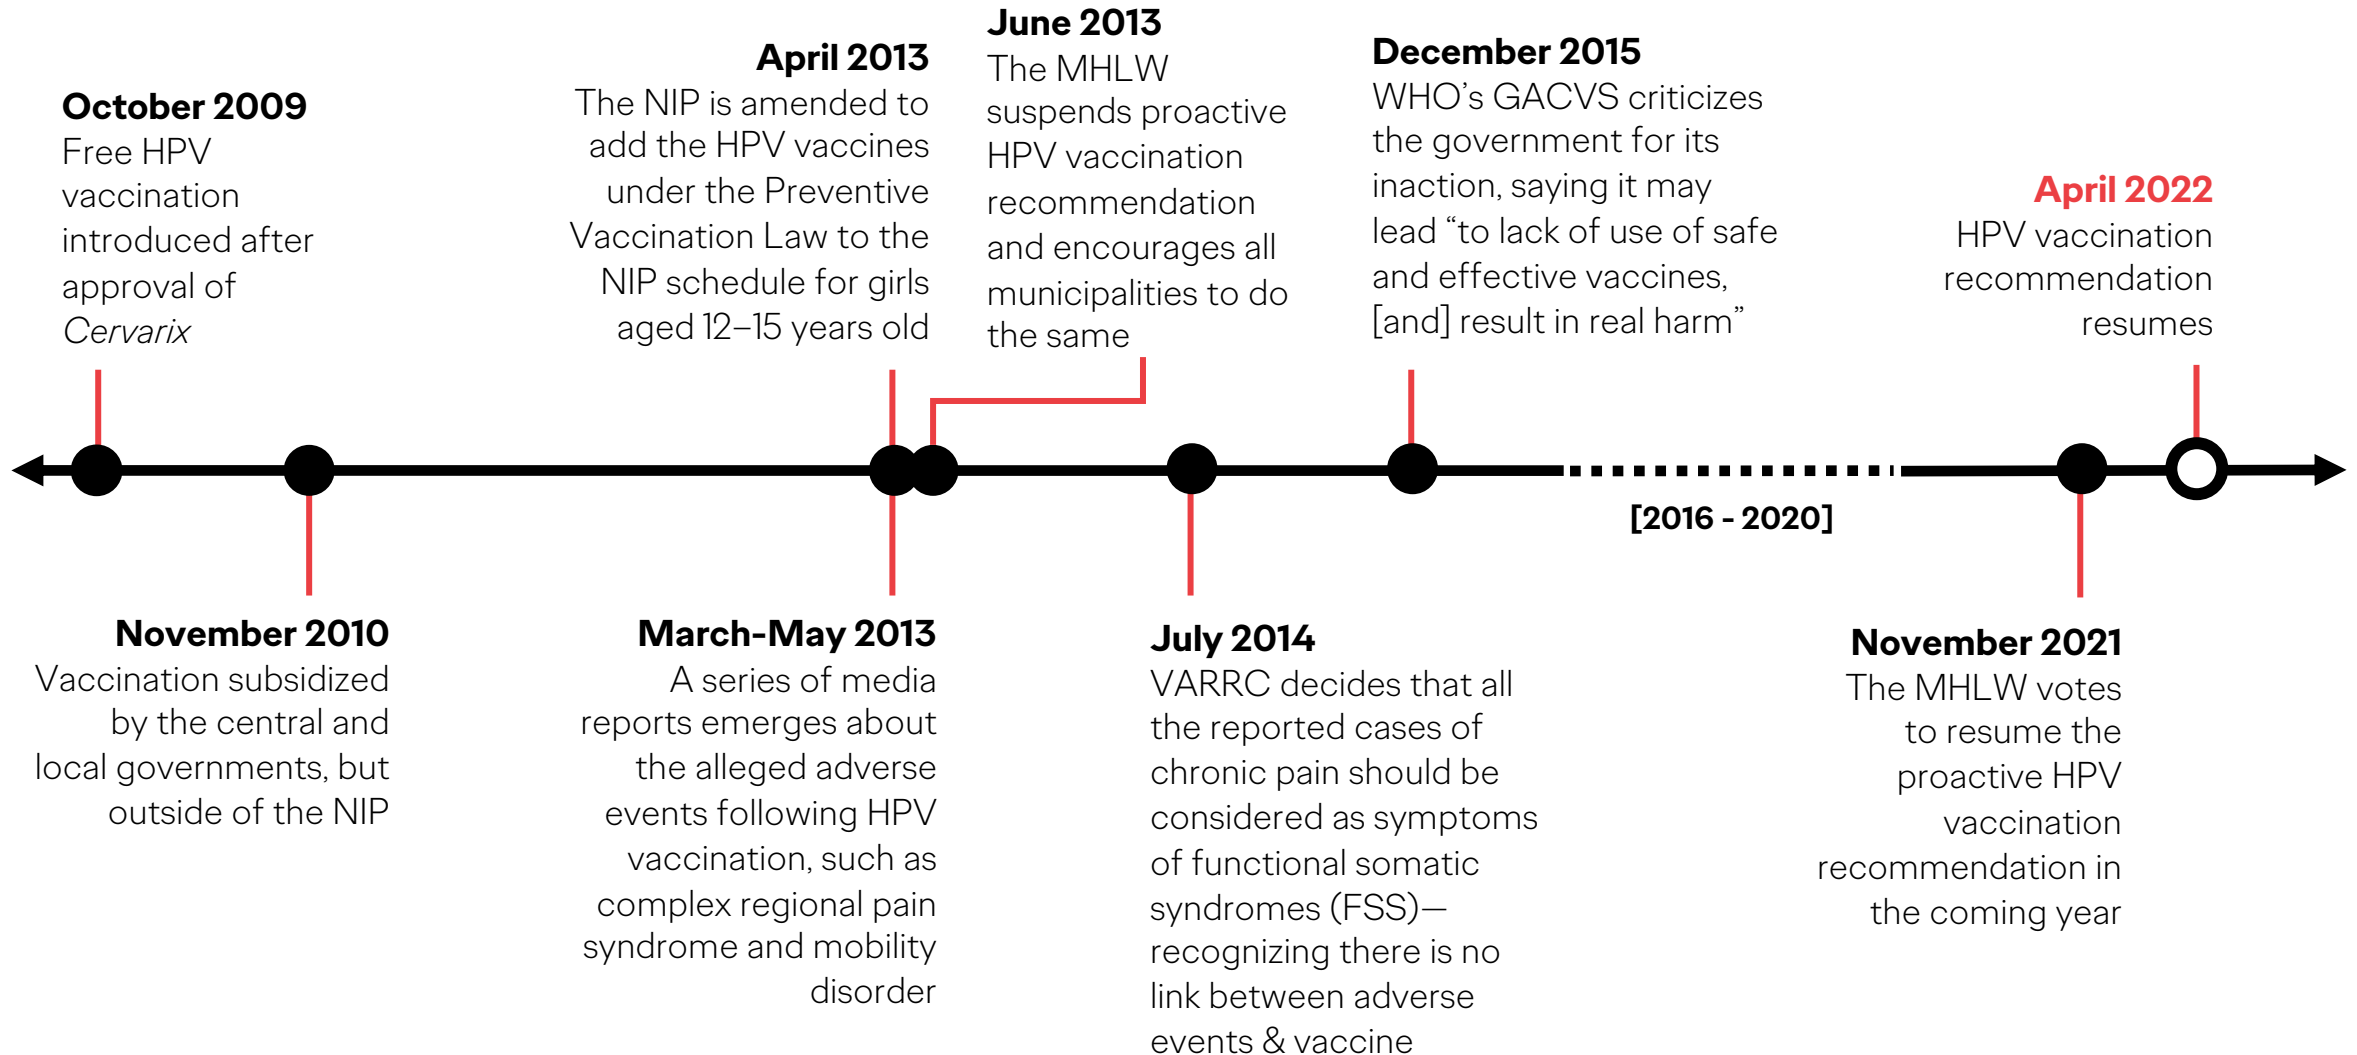 October 2009
Free HPV
vaccination
introduced after
approval of
Cervarix
April 2013
The NIP is amended to
add the HPV vaccines
under the Preventive
Vaccination Law to the
NIP schedule for girls
aged 12–15 years old
June 2013
The MHLW
suspends proactive
HPV vaccination
recommendation
and encourages all
municipalities to do
the same
December 2015
WHO’s GACVS criticizes
the government for its
inaction, saying it may
lead “to lack of use of safe
and effective vaccines,
[and] result in real harm”
April 2022
HPV vaccination
recommendation
resumes
[2016 - 2020]
November 2010
Vaccination subsidized
by the central and
local governments, but
outside of the NIP
March-May 2013
A series of media
reports emerges about
the alleged adverse
events following HPV
vaccination, such as
complex regional pain
syndrome and mobility
disorder
July 2014
VARRC decides that all
the reported cases of
chronic pain should be
considered as symptoms
of functional somatic
syndromes (FSS)—
recognizing there is no
link between adverse
events & vaccine
November 2021
The MHLW votes
to resume the
proactive HPV
vaccination
recommendation in
the coming year